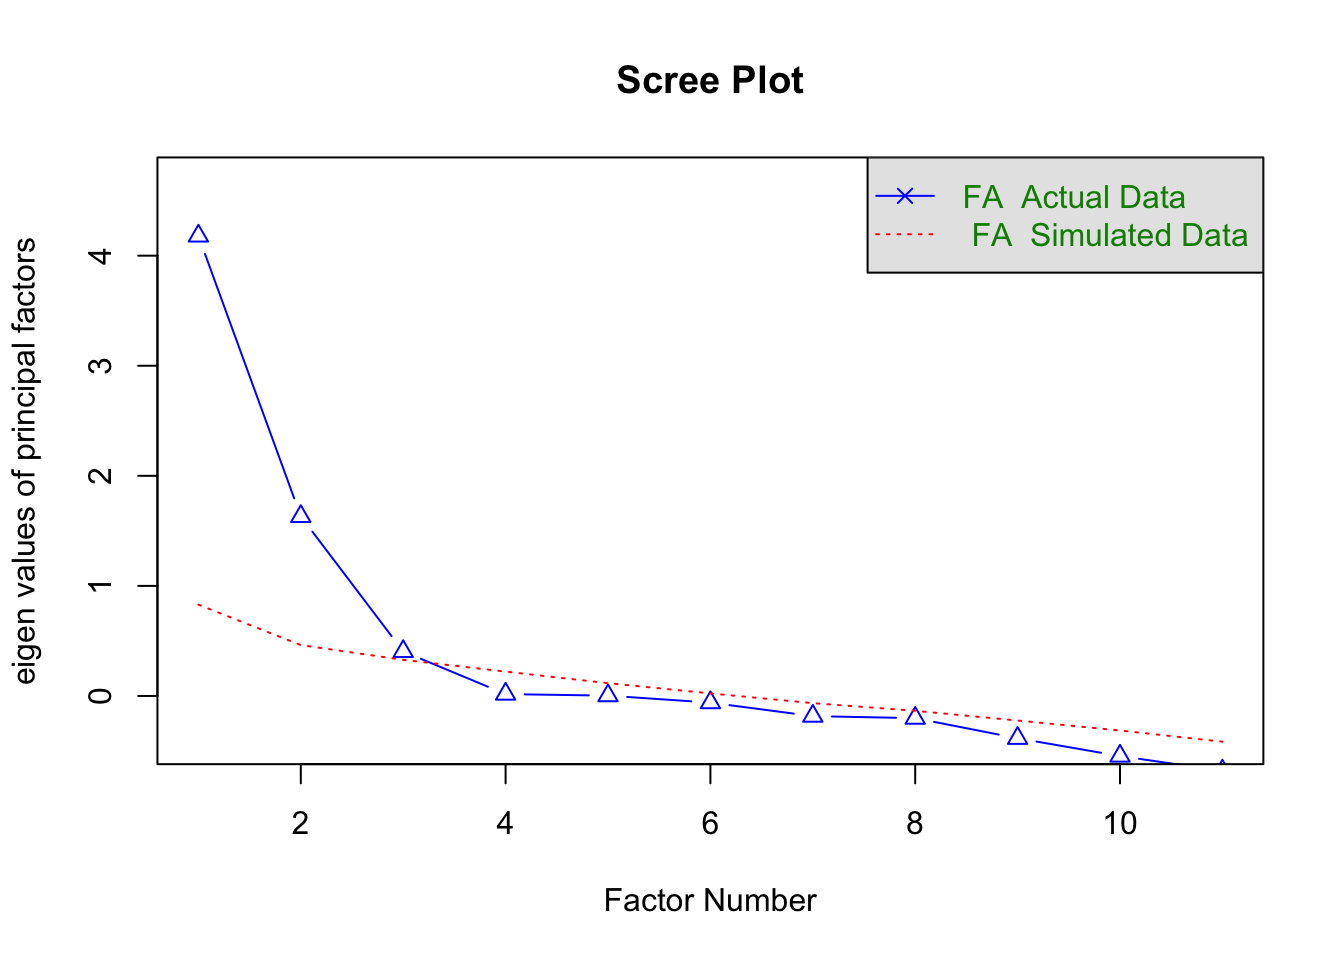 Scree Plot
FA Actual Data
FA Simulated Data
eigen values of principal factors
4
3
2
1
0
2 4 6 8 10
Factor Number